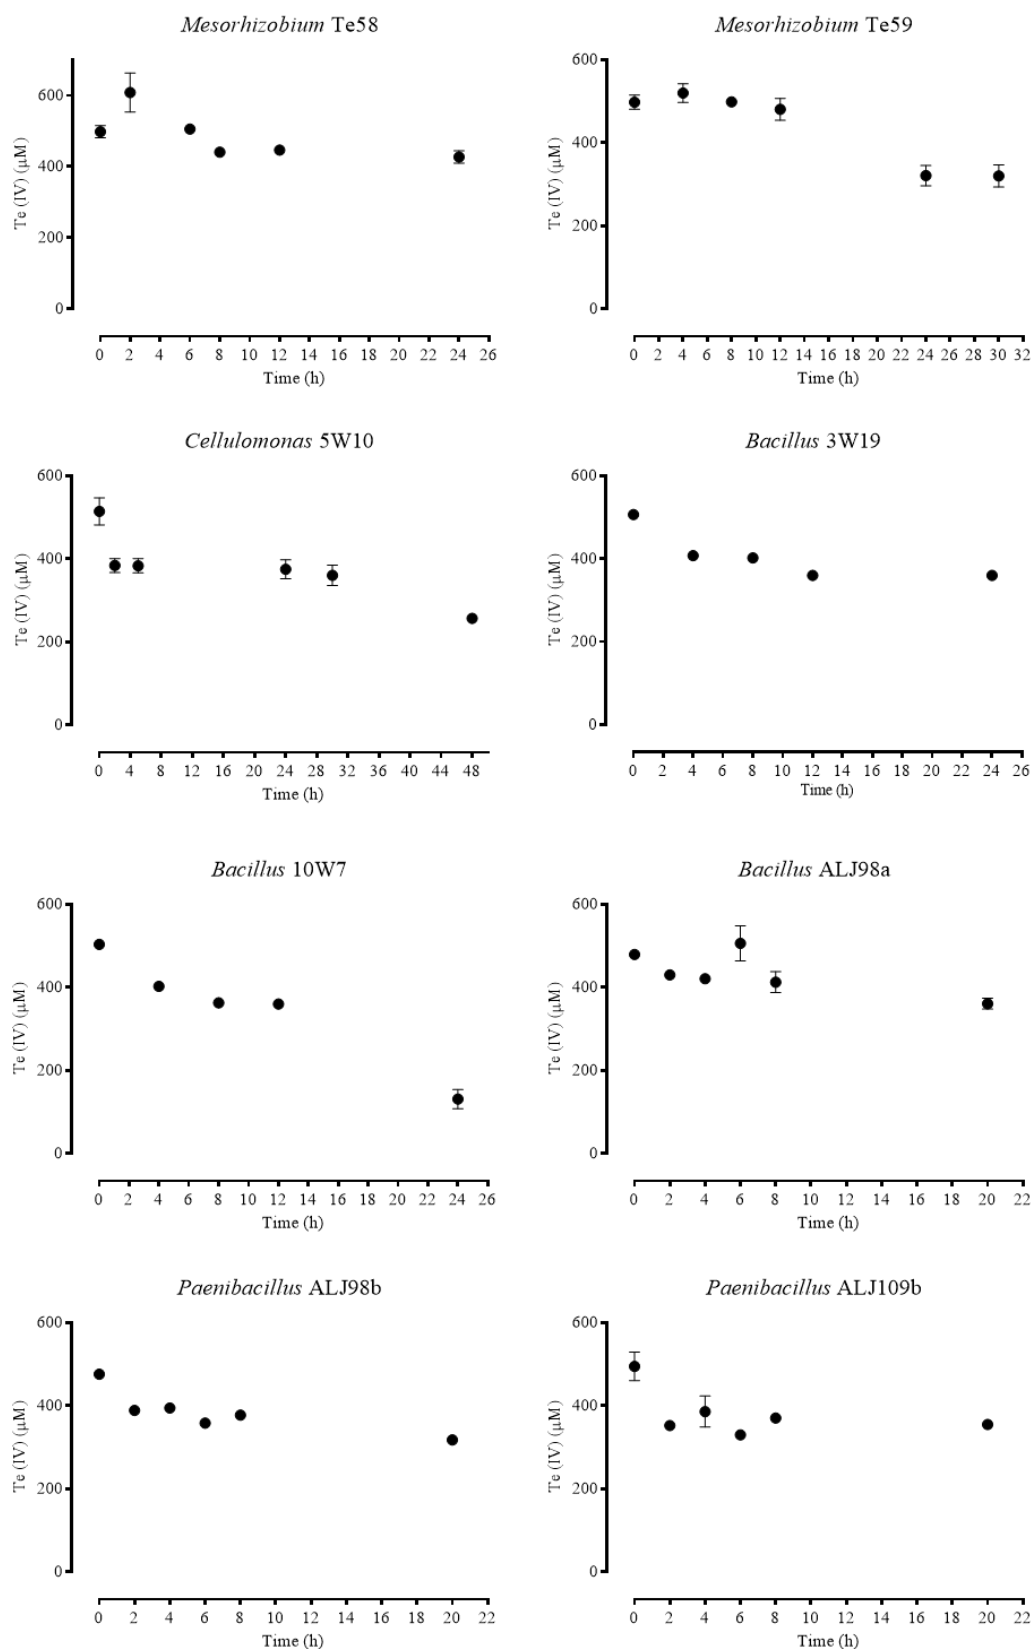 Mesorhizobium Te58
600
400
200
0
Te (IV) (µM)
0 2 4 6 8 10 12 14 16 18 20 22 24 26
Time (h)
Mesorhizobium Te59
600
400
200
0
Te (IV) (µM)
0 2 4 6 8 10 12 14 16 18 20 22 24 26 28 30 32
Time (h)
Cellulomonas 5W10
600
400
200
0
Te (IV) (µM)
0 4 8 12 16 20 24 28 32 36 40 44 48
Time (h)
Bacillus 3W19
600
400
200
0
Te (IV) (µM)
0 2 4 6 8 10 12 14 16 18 20 22 24 26
Time (h)
Bacillus 10W7
600
400
200
0
Te (IV) (µM)
0 2 4 6 8 10 12 14 16 18 20 22 24 26
Time (h)
Bacillus ALJ98a
600
400
200
0
Te (IV) (µM)
0 2 4 6 8 10 12 14 16 18 20 22
Time (h)
Paenibacillus ALJ98b
600
400
200
0
Te (IV) (µM)
0 2 4 6 8 10 12 14 16 18 20 22
Time (h)
Paenibacillus ALJ109b
600
400
200
0
Te (IV) (µM)
0 2 4 6 8 10 12 14 16 18 20 22
Time (h)